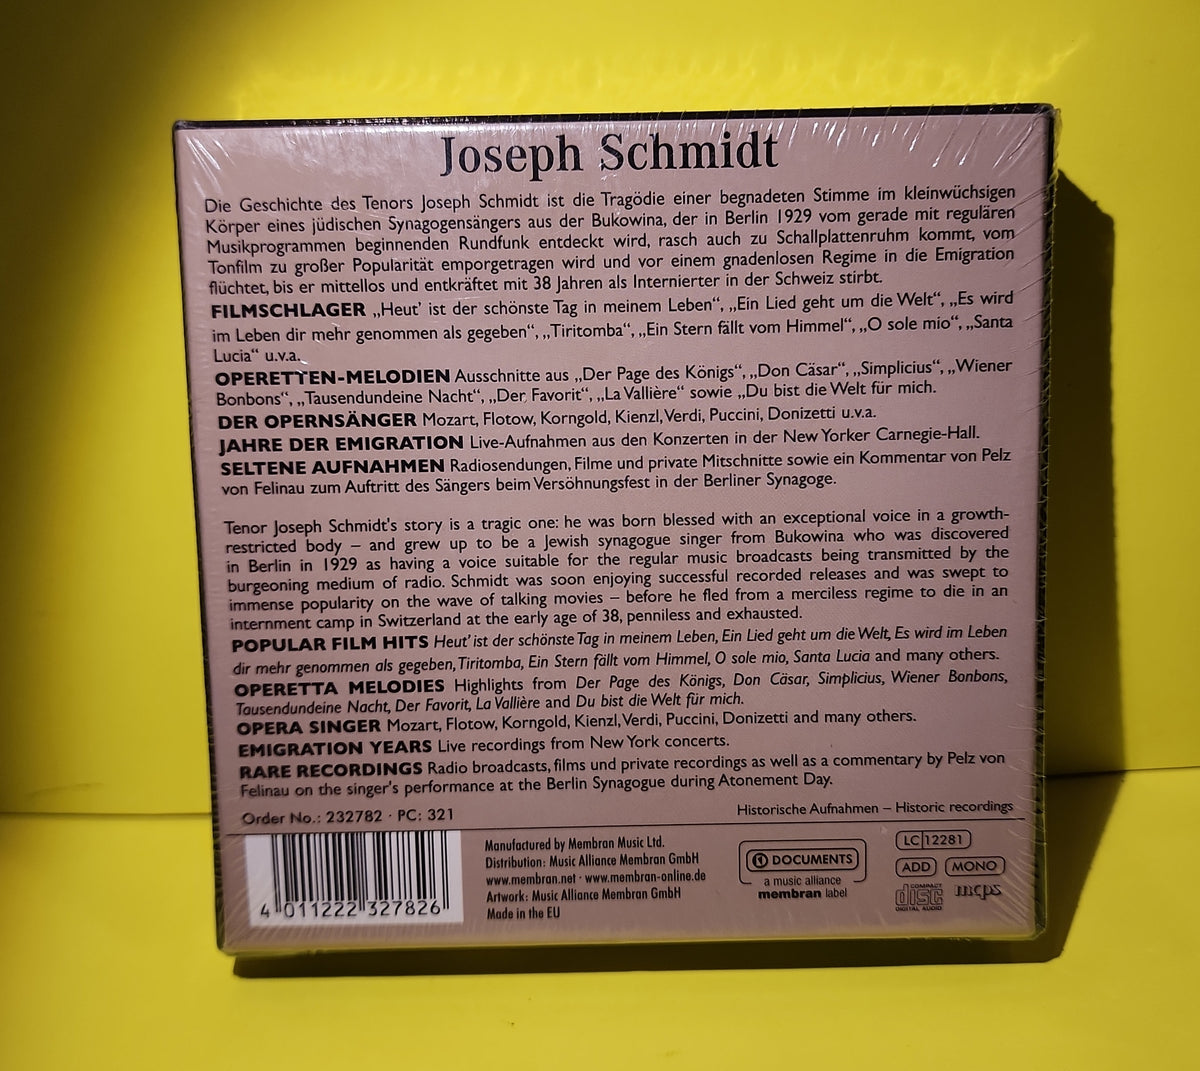 Joseph Schmidt
Die Geschichte des Tenors Joseph Schmidt ist die Tragödie einer begnadeten Stimme im kleinwüchsigen
Körper eines jüdischen Synagogensängers aus der Bukowina, der in Berlin 1929 vom gerade mit regulären
Musikprogrammen beginnenden Rundfunk entdeckt wird, rasch auch zu Schallplattenruhm kommt, vom
Tonfilm zu großer Popularität emporgetragen wird und vor einem gnadenlosen Regime in die Emigration
flüchtet, bis er mittellos und entkräftet mit 38 Jahren als Internierter in der Schweiz stirbt.
FILMSCHLAGER „Heut' ist der schönste Tag in meinem Leben“, „Ein Lied geht um die Welt“, „Es wird
im Leben dir mehr genommen als gegeben“, „Tiritomba“, „Ein Stern fällt vom Himmel“, „O sole mio“, „Santa
Lucia“ u.v.a.
OPERETTEN-MELODIEN Ausschnitte aus „Der Page des Königs“, „Don Cäsar“, „Simplicius“, „Wiener
Bonbons“, „Tausendundeine Nacht“, „Der Favorit“, „La Vallière“ sowie „Du bist die Welt für mich.
DER OPERNSÄNGER Mozart, Flotow, Korngold, Kienzl, Verdi, Puccini, Donizetti u.v.a.
JAHRE DER EMIGRATION Live-Aufnahmen aus den Konzerten in der New Yorker Carnegie-Hall.
SELTENE AUFNAHMEN Radiosendungen, Filme und private Mitschnitte sowie ein Kommentar von Pelz
von Felinau zum Auftritt des Sängers beim Versöhnungsfest in der Berliner Synagoge.
Tenor Joseph Schmidt's story is a tragic one: he was born blessed with an exceptional voice in a growth-
restricted body – and grew up to be a Jewish synagogue singer from Bukowina who was discovered
in Berlin in 1929 as having a voice suitable for the regular music broadcasts being transmitted by the
burgeoning medium of radio. Schmidt was soon enjoying successful recorded releases and was swept to
immense popularity on the wave of talking movies – before he fled from a merciless regime to die in an
internment camp in Switzerland at the early age of 38, penniless and exhausted.
POPULAR FILM HITS Heut' ist der schönste Tag in meinem Leben, Ein Lied geht um die Welt, Es wird im Leben
dir mehr genommen als gegeben, Tiritomba, Ein Stern fällt vom Himmel, O sole mio, Santa Lucia and many others.
OPERETTA MELODIES Highlights from Der Page des Königs, Don Cäsar, Simplicius, Wiener Bonbons,
Tausendundeine Nacht, Der Favorit, La Vallière and Du bist die Welt für mich.
OPERA SINGER Mozart, Flotow, Korngold, Kienzl, Verdi, Puccini, Donizetti and many others.
EMIGRATION YEARS Live recordings from New York concerts.
RARE RECORDINGS Radio broadcasts, films und private recordings as well as a commentary by Pelz von
Felinau on the singer's performance at the Berlin Synagogue during Atonement Day.
Order No.: 232782 · PC: 321
Historische Aufnahmen – Historic recordings
4 011222 327826
Manufactured by Membran Music Ltd.
Distribution: Music Alliance Membran GmbH
www.membran.net · www.membran-online.de
Artwork: Music Alliance Membran GmbH
Made in the EU
DOCUMENTS
a music alliance
membran label
LC 12281
ADD MONO
COMPACT
disc
DIGITAL AUDIO
mcps